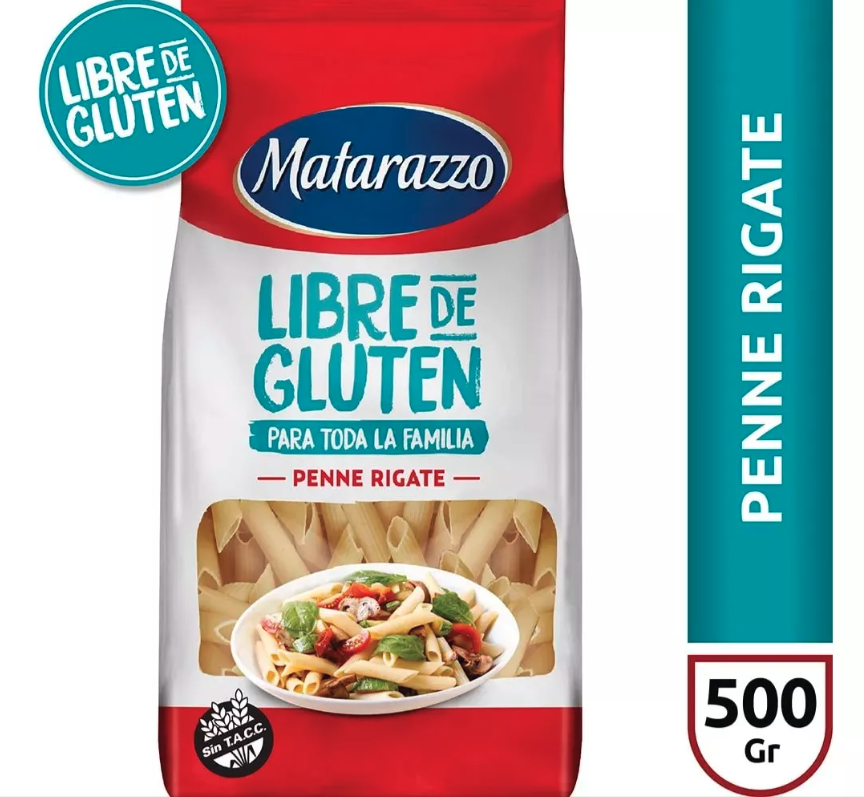 LIBRE DE
GLUTEN
Matarazzo
LIBRE DE
GLUTEN
PARA TODA LA FAMILIA
PENNE RIGATE
Sin T.A.C.C.
PENNE RIGATE
500
Gr